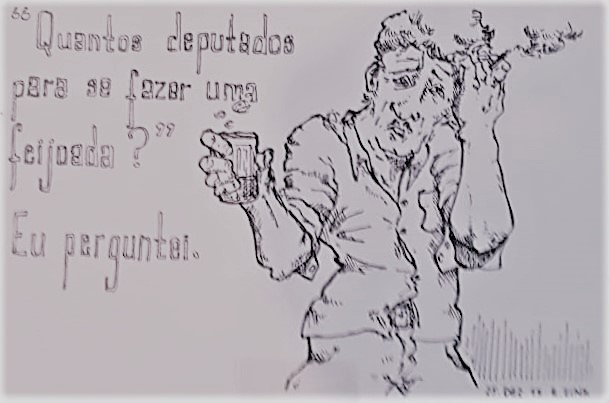 "Quantos deputados
para se fazer uma
feijoada?"
Eu perguntei.